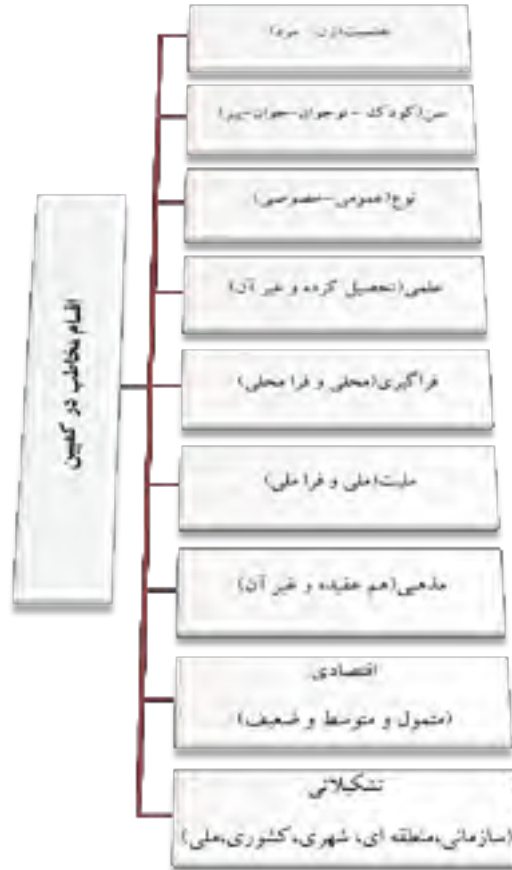 اقسام مخاطب در کمپین
جنسیت(زن - مرد)
سن(کودک - نوجوان-جوان-پیر)
نوع(عمومی-خصوصی)
علمی(تحصیل کرده و غیر آن)
فراگیری(محلی و فرا محلی)
ملیت(ملی و فرا ملی)
مذهبی(هم عقیده و غیر آن)
اقتصادی
(متمول و متوسط و ضعیف)
تشکیلاتی
(سازمانی،منطقه ای، شهری،کشوری،ملی)